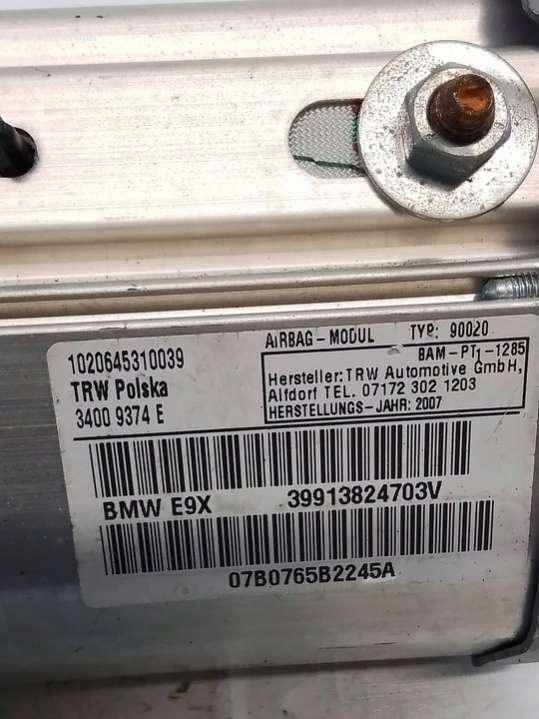 AIRBAG - MODUL TYP: 90020
BAM-PT1-1285
1020645310039
TRW Polska
3400 9374 E
Hersteller: TRW Automotive GmbH,
Alfdorf TEL. 07172 302 1203
HERSTELLUNGS-JAHR: 2007
BMW E9X 39913824703V
07B0765B2245A